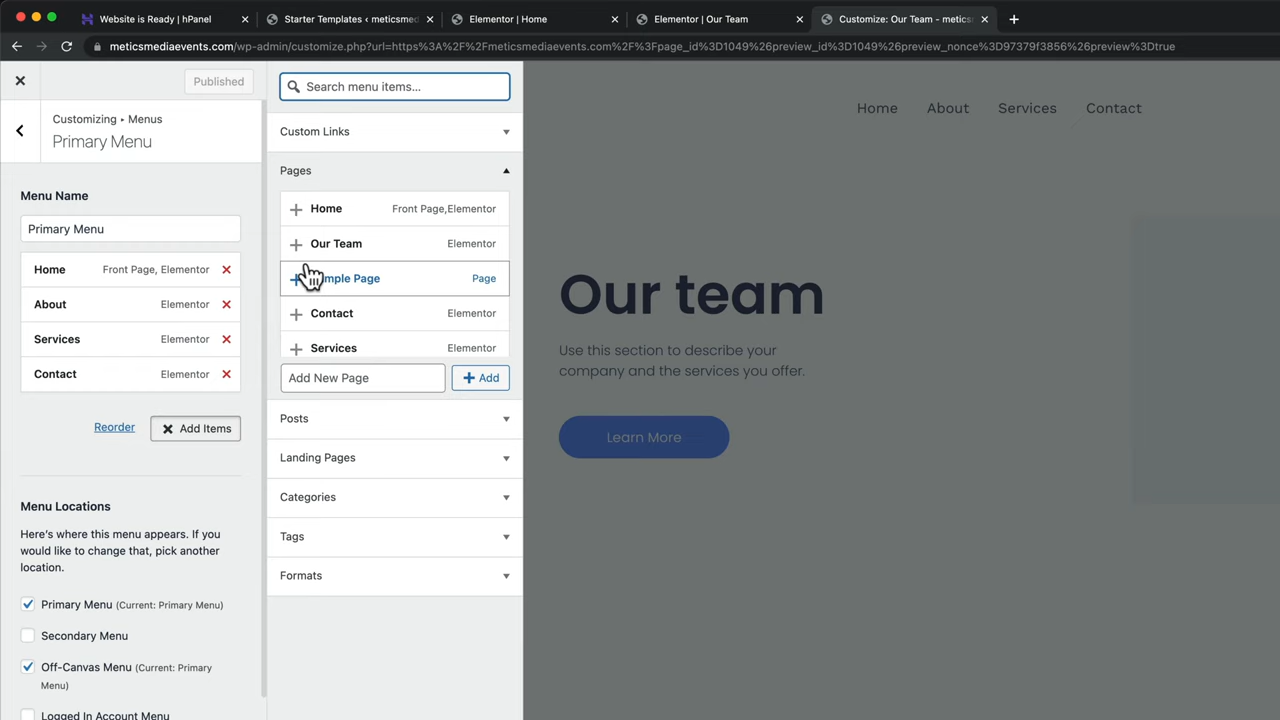 Website is Ready | hPanel
Starter Templates ‹ meticsmed
Elementor | Home
Elementor | Our Team
Customize: Our Team - metics
meticsmediaevents.com/wp-admin/customize.php?url=https%3A%2F%2Fmeticsmediaevents.com%2F%3Fpage_id%3D1049%26preview_id%3D1049%26preview_nonce%3D97379f3856%26preview%3Dtrue
Published
Customizing ▸ Menus
Primary Menu
Menu Name
Primary Menu
Home Front Page, Elementor
About Elementor
Services Elementor
Contact Elementor
Reorder Add Items
Menu Locations
Here's where this menu appears. If you
would like to change that, pick another
location.
Primary Menu (Current: Primary Menu)
Secondary Menu
Off-Canvas Menu (Current: Primary
Menu)
Logged In Account Menu
Search menu items...
Custom Links
Pages
Home Front Page,Elementor
Our Team Elementor
mple Page Page
Contact Elementor
Services Elementor
Add New Page + Add
Posts
Landing Pages
Categories
Tags
Formats
Home About Services Contact
Our team
Use this section to describe your
company and the services you offer.
Learn More